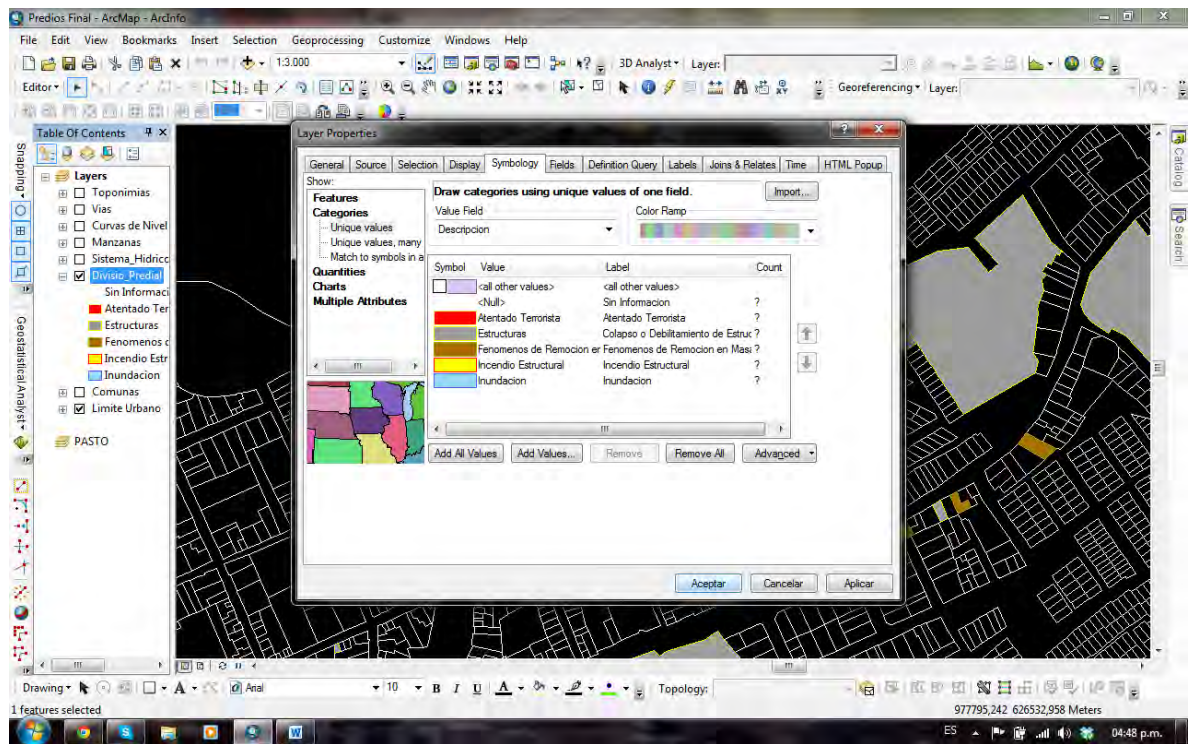 Predios Final - ArcMap - ArcInfo
File Edit View Bookmarks Insert Selection Geoprocessing Customize Windows Help
1:3.000 3D Analyst Layer:
Editor Georeferencing Layer:
Table Of Contents
Layers
Toponimias
Vias
Curvas de Nivel
Manzanas
Sistema_Hidricc
Divisio_Predial
Sin Informaci
Atentado Ter
Estructuras
Fenomenos c
Incendio Estr
Inundacion
Comunas
Limite Urbano
PASTO
Snapping
Geostatistical Analyst
Layer Properties
General Source Selection Display Symbology Fields Definition Query Labels Joins & Relates Time HTML Popup
Show:
Features
Categories
Unique values
Unique values, many
Match to symbols in a
Quantities
Charts
Multiple Attributes
Draw categories using unique values of one field. Import...
Value Field Color Ramp
Descripcion
Symbol Value Label Count
<all other values> <all other values>
<Null> Sin Informacion ?
Atentado Terrorista Atentado Terrorista ?
Estructuras Colapso o Debilitamiento de Estruc ?
Fenomenos de Remocion er Fenomenos de Remocion en Masa ?
Incendio Estructural Incendio Estructural ?
Inundacion Inundacion ?
Add All Values Add Values... Remove Remove All Advanced
Aceptar Cancelar Aplicar
Catalog
Search
Drawing A Arial 10 B I U A Topology:
1 features selected
977795,242 626532,958 Meters
ES 04:48 p.m.